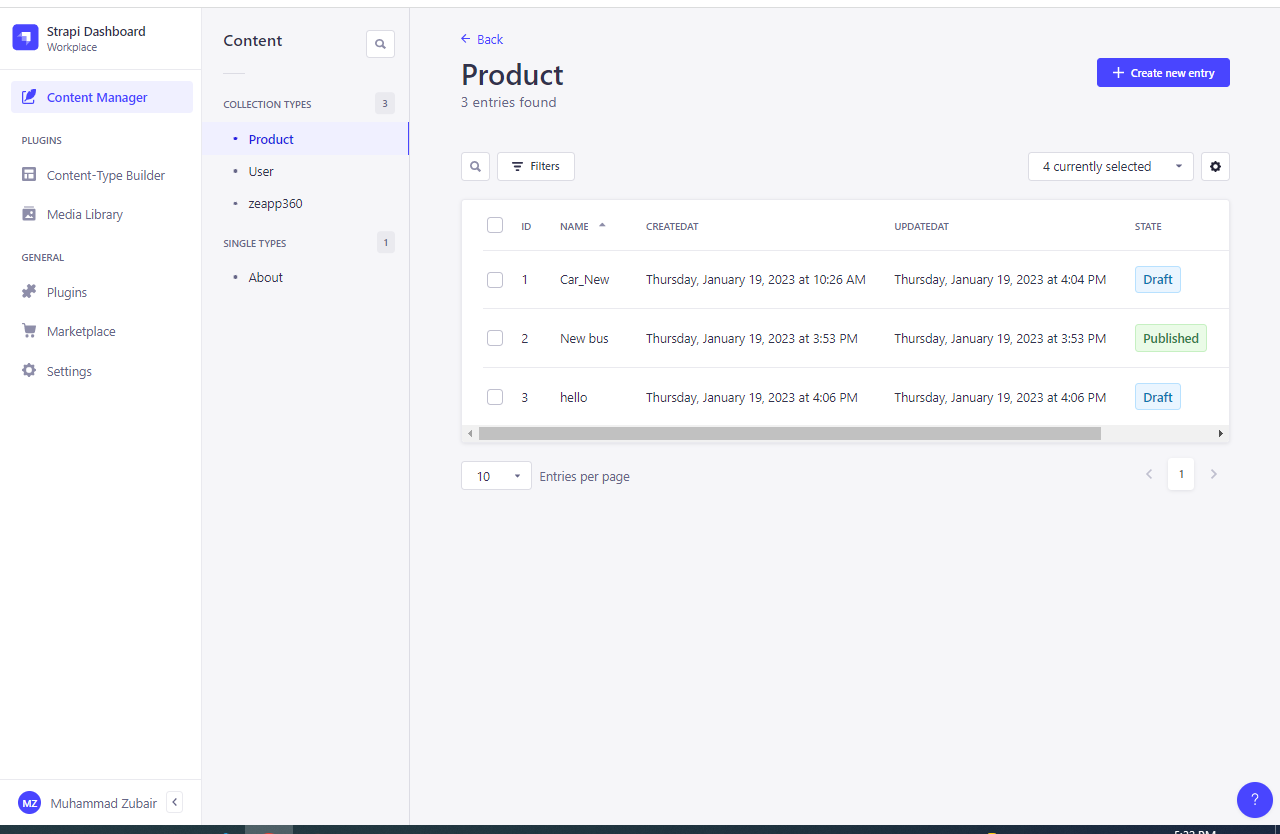 Strapi Dashboard
Workplace
Content Manager
PLUGINS
Content-Type Builder
Media Library
GENERAL
Plugins
Marketplace
Settings
MZ Muhammad Zubair
Content
COLLECTION TYPES 3
Product
User
zeapp360
SINGLE TYPES 1
About
Back
Product
3 entries found
Create new entry
Filters
4 currently selected
ID NAME CREATEDAT UPDATEDAT STATE
1 Car_New Thursday, January 19, 2023 at 10:26 AM Thursday, January 19, 2023 at 4:04 PM Draft
2 New bus Thursday, January 19, 2023 at 3:53 PM Thursday, January 19, 2023 at 3:53 PM Published
3 hello Thursday, January 19, 2023 at 4:06 PM Thursday, January 19, 2023 at 4:06 PM Draft
10 Entries per page
1
?